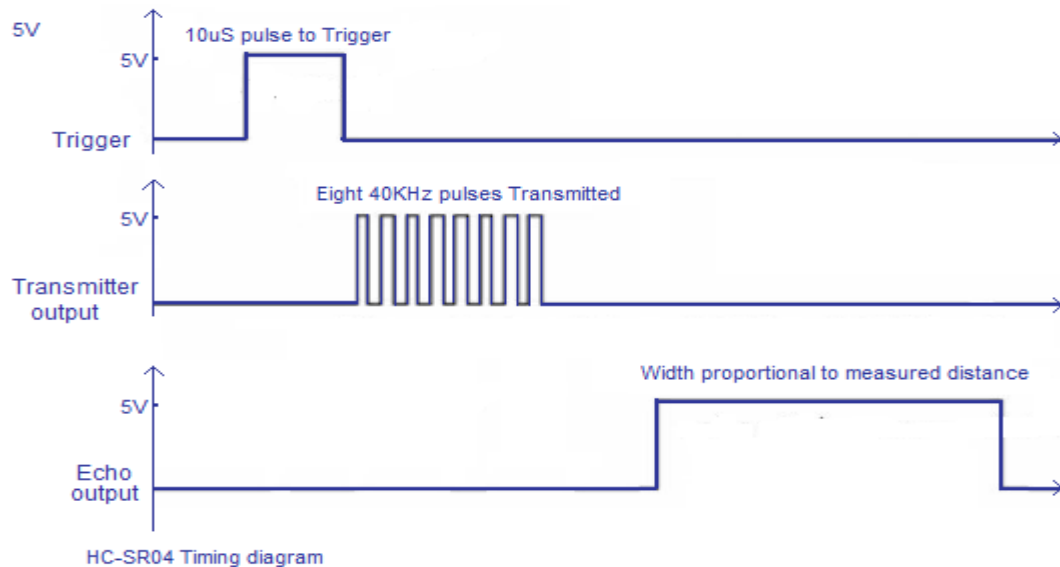 5V
10uS pulse to Trigger
5V
Trigger
Eight 40KHz pulses Transmitted
5V
Transmitter
output
Width proportional to measured distance
5V
Echo
output
HC-SR04 Timing diagram